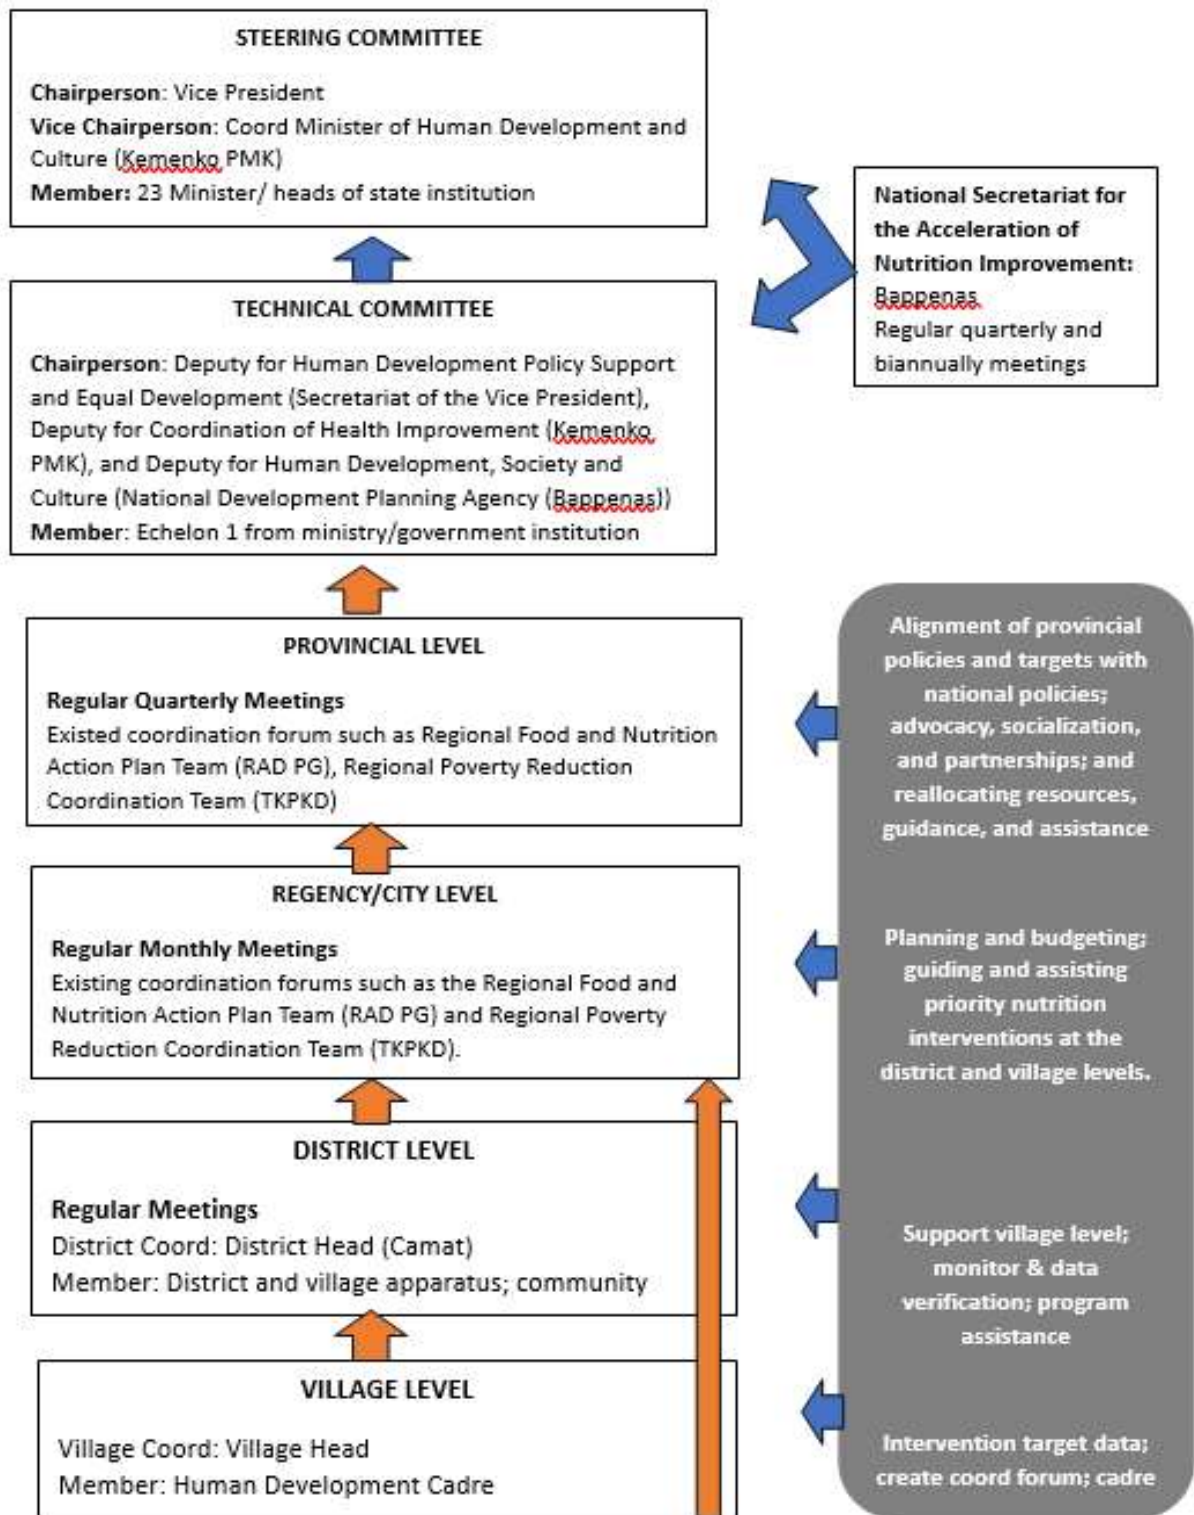 STEERING COMMITTEE
Chairperson: Vice President
Vice Chairperson: Coord Minister of Human Development and
Culture (Kemenko PMK)
Member: 23 Minister/ heads of state institution
National Secretariat for
the Acceleration of
Nutrition Improvement:
Bappenas
Regular quarterly and
biannually meetings
TECHNICAL COMMITTEE
Chairperson: Deputy for Human Development Policy Support
and Equal Development (Secretariat of the Vice President),
Deputy for Coordination of Health Improvement (Kemenko
PMK), and Deputy for Human Development, Society and
Culture (National Development Planning Agency (Bappenas))
Member: Echelon 1 from ministry/government institution
PROVINCIAL LEVEL
Regular Quarterly Meetings
Existed coordination forum such as Regional Food and Nutrition
Action Plan Team (RAD PG), Regional Poverty Reduction
Coordination Team (TKPKD)
Alignment of provincial
policies and targets with
national policies;
advocacy, socialization,
and partnerships; and
reallocating resources,
guidance, and assistance
REGENCY/CITY LEVEL
Regular Monthly Meetings
Existing coordination forums such as the Regional Food and
Nutrition Action Plan Team (RAD PG) and Regional Poverty
Reduction Coordination Team (TKPKD).
Planning and budgeting;
guiding and assisting
priority nutrition
interventions at the
district and village levels.
DISTRICT LEVEL
Regular Meetings
District Coord: District Head (Camat)
Member: District and village apparatus; community
Support village level;
monitor & data
verification; program
assistance
VILLAGE LEVEL
Village Coord: Village Head
Member: Human Development Cadre
Intervention target data;
create coord forum; cadre